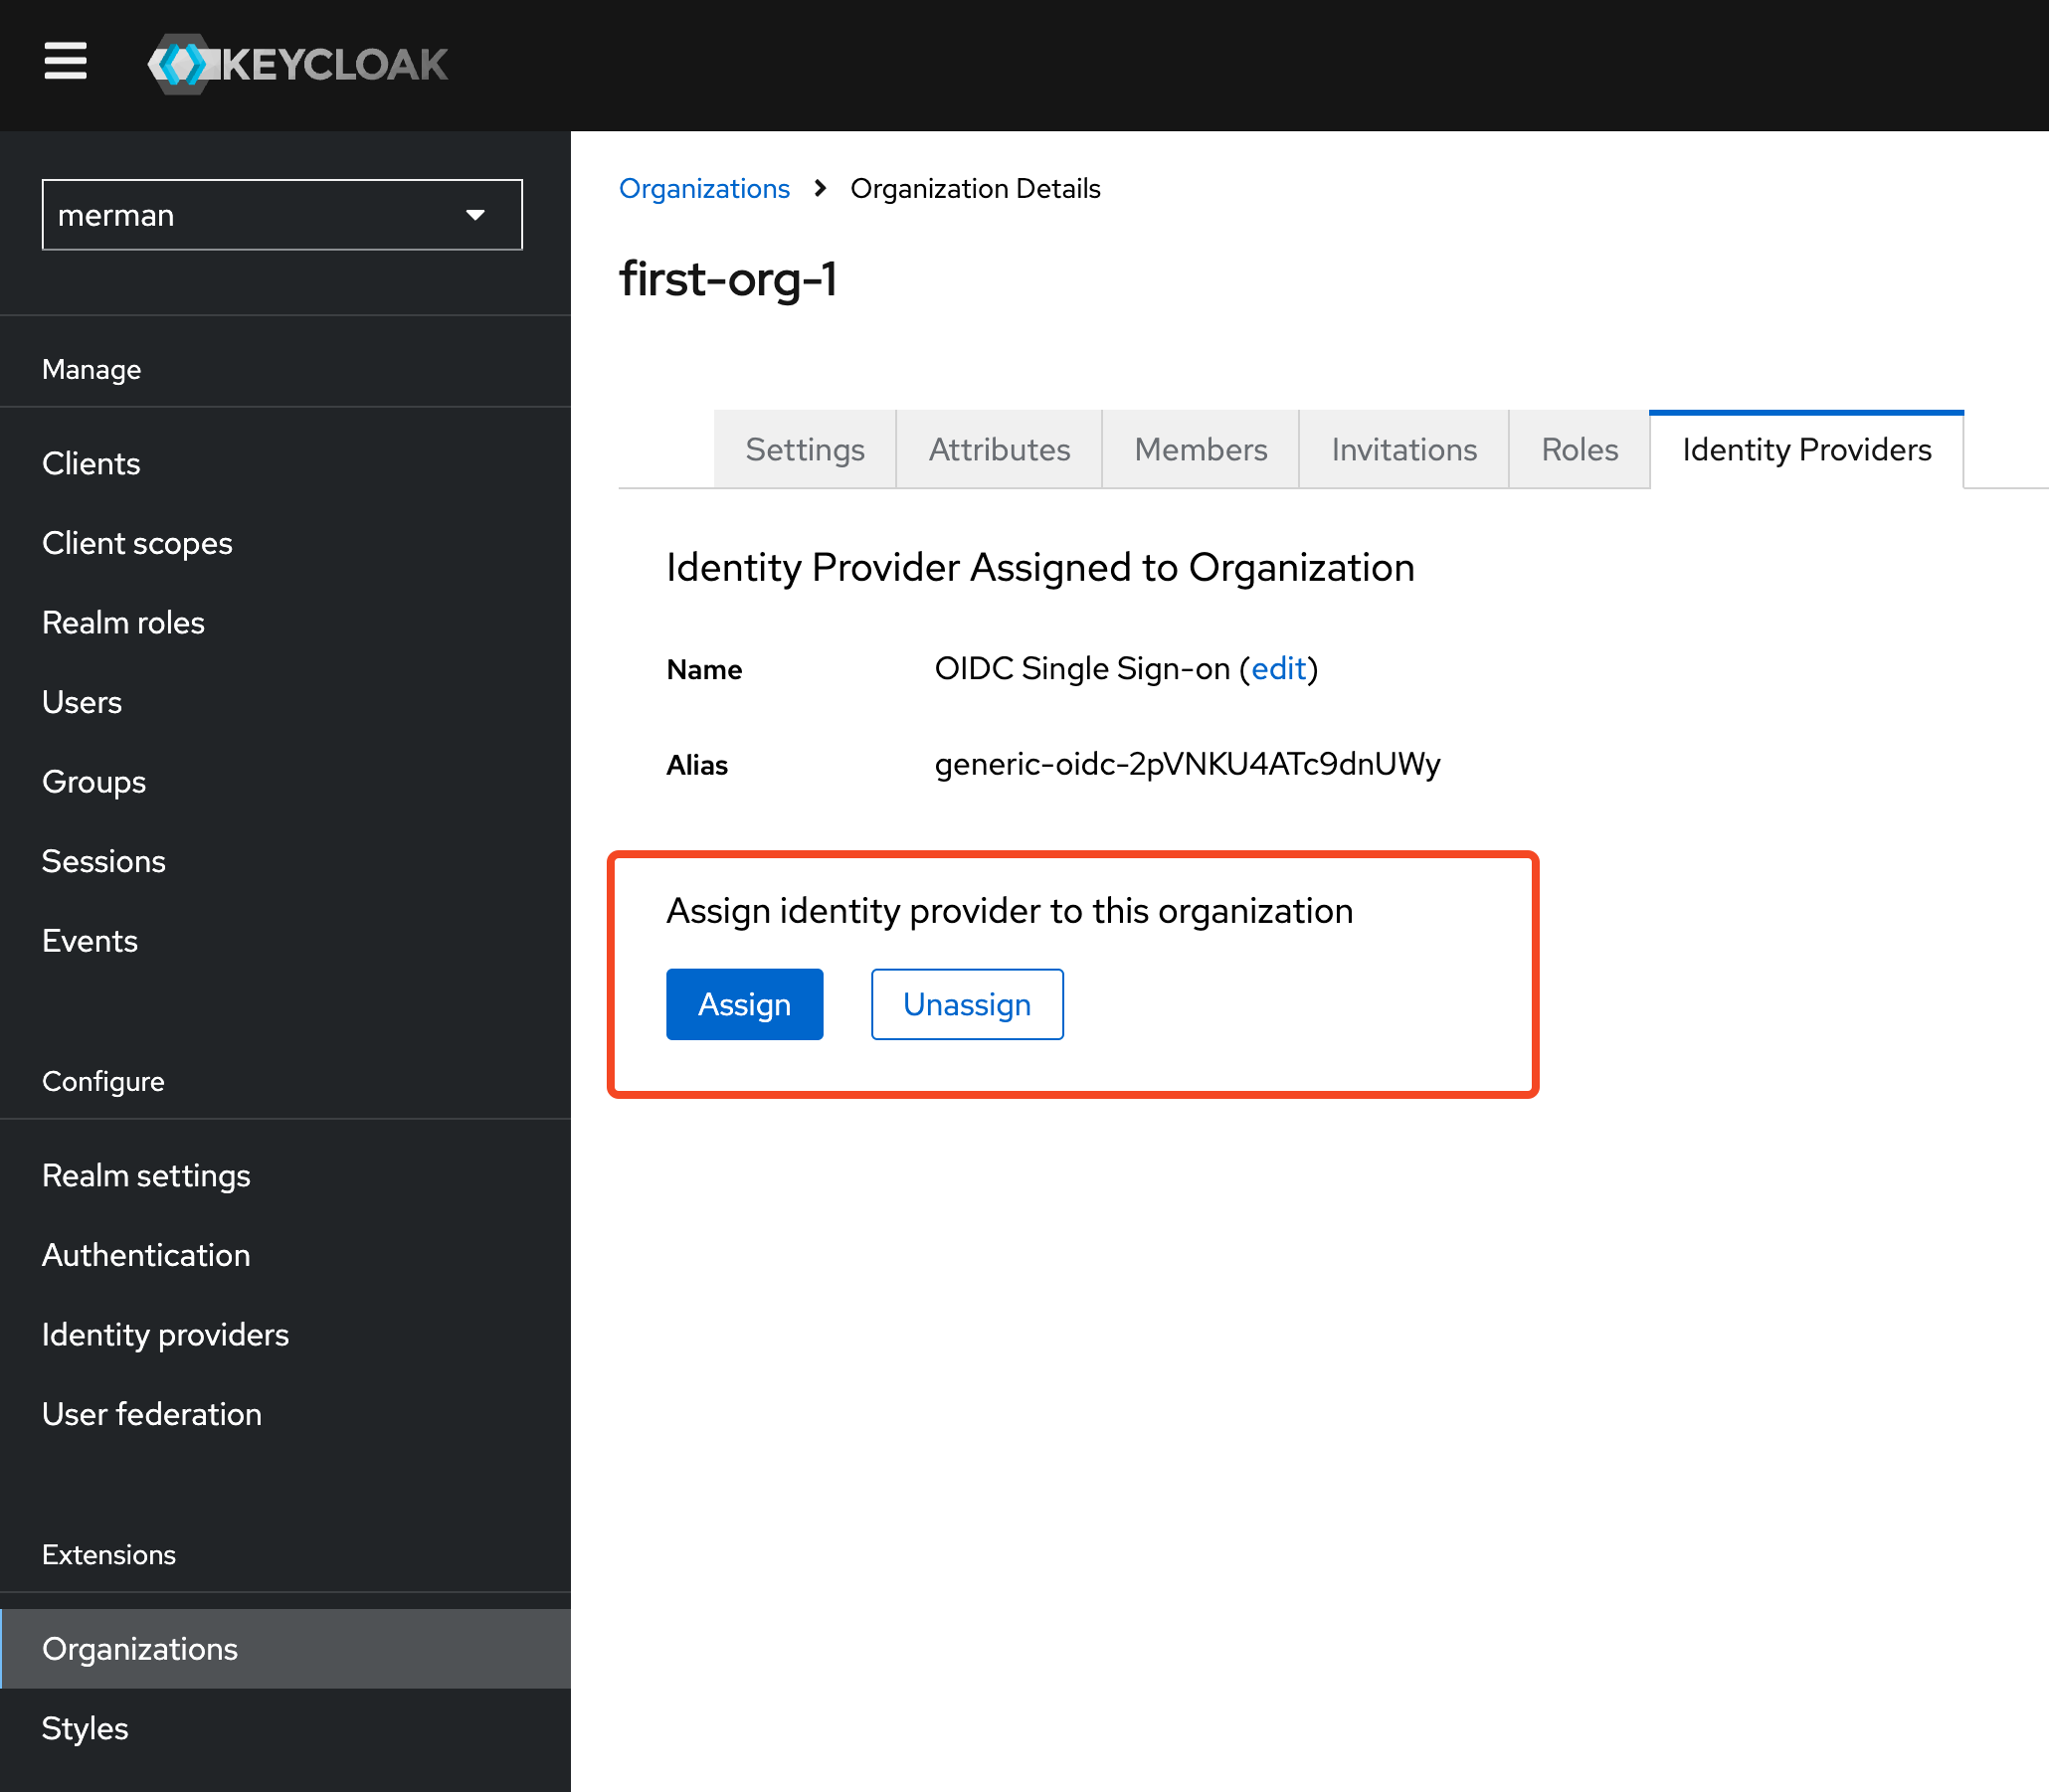 KEYCLOAK
merman
Manage
Clients
Client scopes
Realm roles
Users
Groups
Sessions
Events
Configure
Realm settings
Authentication
Identity providers
User federation
Extensions
Organizations
Styles
Organizations > Organization Details
first-org-1
Settings Attributes Members Invitations Roles Identity Providers
Identity Provider Assigned to Organization
Name OIDC Single Sign-on (edit)
Alias generic-oidc-2pVNKU4ATc9dnUWy
Assign identity provider to this organization
Assign Unassign